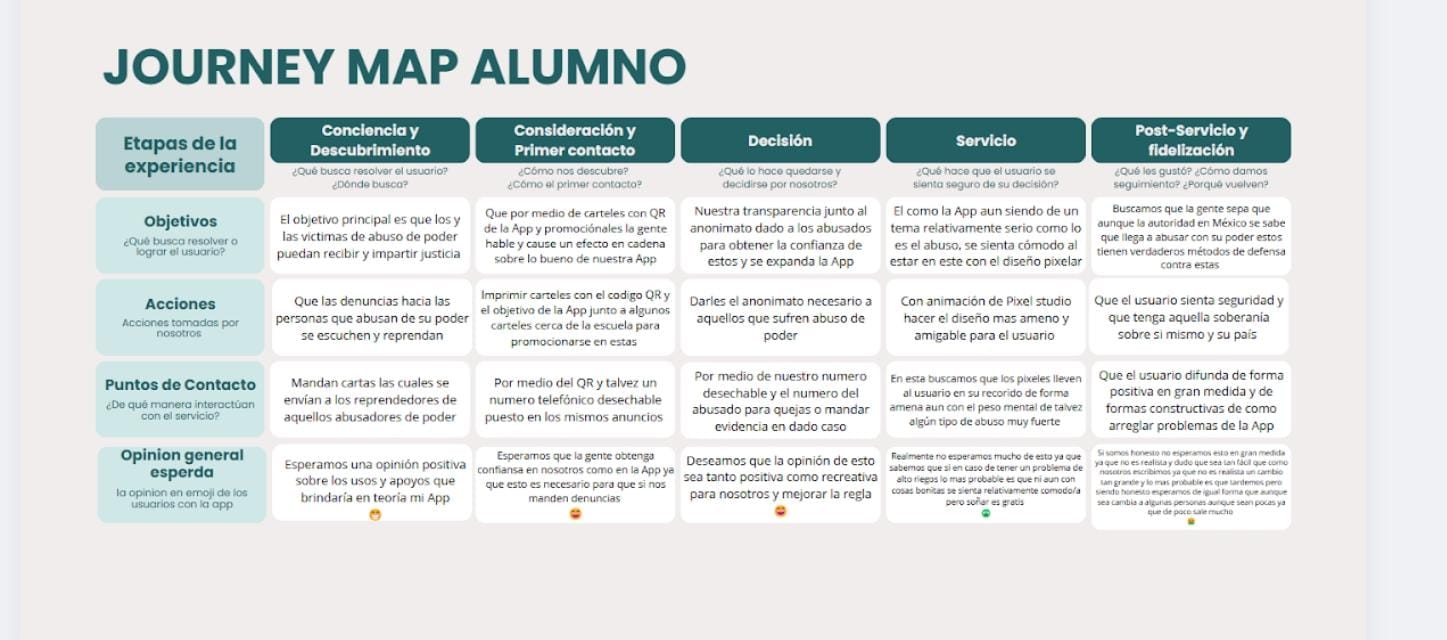 JOURNEY MAP ALUMNO
Etapas de la
experiencia
Conciencia y
Descubrimiento
¿Qué busca resolver el usuario?
¿Dónde busca?
Consideración y
Primer contacto
¿Cómo nos descubre?
¿Cómo el primer contacto?
Decisión
¿Qué lo hace quedarse y
decidirse por nosotros?
Servicio
¿Qué hace que el usuario se
sienta seguro de su decisión?
Post-Servicio y
fidelización
¿Qué les gustó? ¿Cómo damos
seguimiento? ¿Porqué vuelven?
Objetivos
¿Qué busca resolver o
lograr el usuario?
El objetivo principal es que los y
las victimas de abuso de poder
puedan recibir y impartir justicia
Que por medio de carteles con QR
de la App y promociónales la gente
hable y cause un efecto en cadena
sobre lo bueno de nuestra App
Nuestra transparencia junto al
anonimato dado a los abusados
para obtener la confianza de
estos y se expanda la App
El como la App aun siendo de un
tema relativamente serio como lo
es el abuso, se sienta cómodo al
estar en este con el diseño pixelar
Buscamos que la gente sepa que
aunque la autoridad en México se sabe
que llega a abusar con su poder estos
tienen verdaderos métodos de defensa
contra estas
Acciones
Acciones tomadas por
nosotros
Que las denuncias hacia las
personas que abusan de su poder
se escuchen y reprendan
Imprimir carteles con el codigo QR y
el objetivo de la App junto a algunos
carteles cerca de la escuela para
promocionarse en estas
Darles el anonimato necesario a
aquellos que sufren abuso de
poder
Con animación de Pixel studio
hacer el diseño mas ameno y
amigable para el usuario
Que el usuario sienta seguridad y
que tenga aquella soberanía
sobre si mismo y su país
Puntos de Contacto
¿De qué manera interactúan
con el servicio?
Mandan cartas las cuales se
envían a los reprendedores de
aquellos abusadores de poder
Por medio del QR y talvez un
numero telefónico desechable
puesto en los mismos anuncios
Por medio de nuestro numero
desechable y el numero del
abusado para quejas o mandar
evidencia en dado caso
En esta buscamos que los pixeles lleven
al usuario en su recorido de forma
amena aun con el peso mental de talvez
algún tipo de abuso muy fuerte
Que el usuario difunda de forma
positiva en gran medida y de
formas constructivas de como
arreglar problemas de la App
Opinion general
esperda
la opinion en emoji de los
usuarios con la app
Esperamos una opinión positiva
sobre los usos y apoyos que
brindaría en teoría mi App
Esperamos que la gente obtenga
confiansa en nosotros como en la App ya
que esto es necesario para que si nos
manden denuncias
Deseamos que la opinión de esto
sea tanto positiva como recreativa
para nosotros y mejorar la regla
Realmente no esperamos mucho de esto ya que
sabemos que si en caso de tener un problema de
alto riegos lo mas probable es que ni aun con
cosas bonitas se sienta relativamente comodo/a
pero soñar es gratis
Si somos honesto no esperamos esto en gran medida
ya que no es realista y dudo que sea tan fácil que como
nosotros escribimos ya que no es realista un cambio
tan grande y lo mas probable es que tardemos pero
siendo honesto esperamos de igual forma que aunque
sea cambia a algunas personas aunque sean pocas ya
que de poco sale mucho